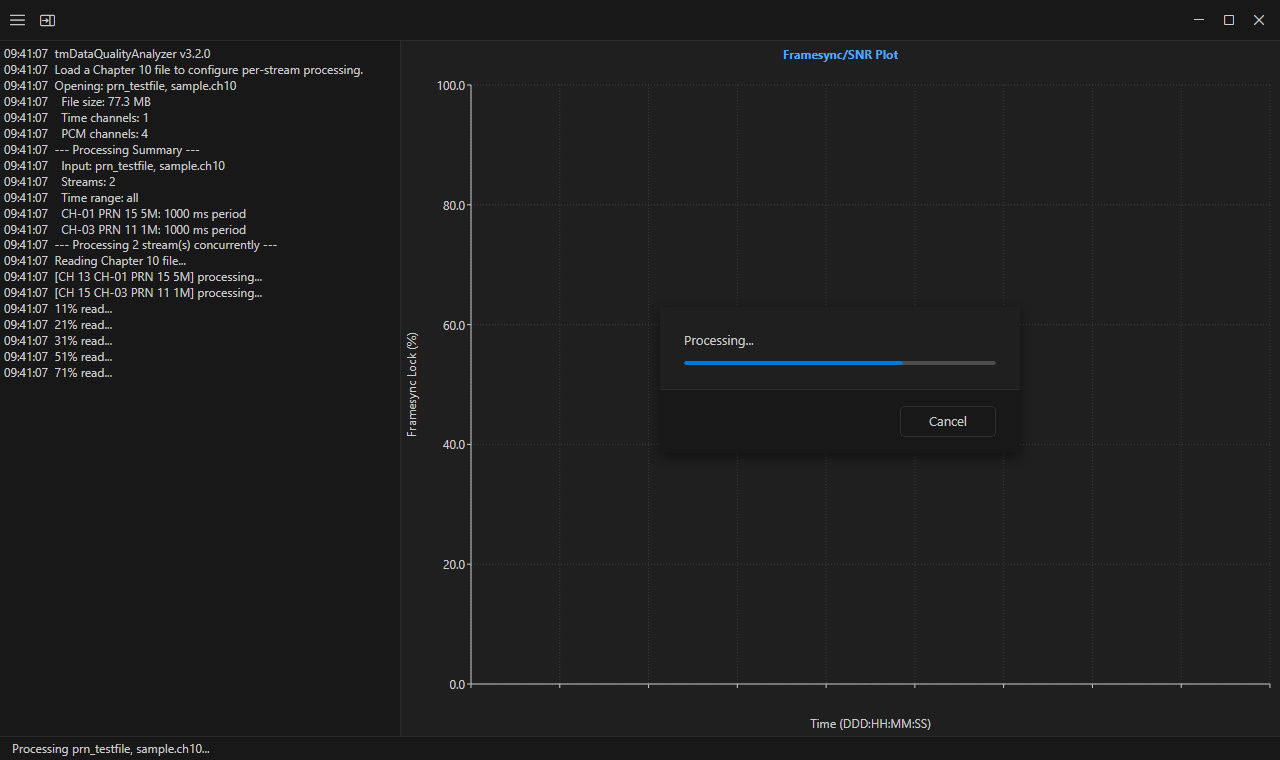 09:41:07 tmDataQualityAnalyzer v3.2.0
09:41:07 Load a Chapter 10 file to configure per-stream processing.
09:41:07 Opening: prn_testfile, sample.ch10
09:41:07 File size: 77.3 MB
09:41:07 Time channels: 1
09:41:07 PCM channels: 4
09:41:07 --- Processing Summary ---
09:41:07 Input: prn_testfile, sample.ch10
09:41:07 Streams: 2
09:41:07 Time range: all
09:41:07 CH-01 PRN 15 5M: 1000 ms period
09:41:07 CH-03 PRN 11 1M: 1000 ms period
09:41:07 --- Processing 2 stream(s) concurrently ---
09:41:07 Reading Chapter 10 file...
09:41:07 [CH 13 CH-01 PRN 15 5M] processing...
09:41:07 [CH 15 CH-03 PRN 11 1M] processing...
09:41:07 11% read...
09:41:07 21% read...
09:41:07 31% read...
09:41:07 51% read...
09:41:07 71% read...
Framesync/SNR Plot
Framesync Lock (%)
100.0
80.0
60.0
40.0
20.0
0.0
Time (DDD:HH:MM:SS)
Processing...
Cancel
Processing prn_testfile, sample.ch10...